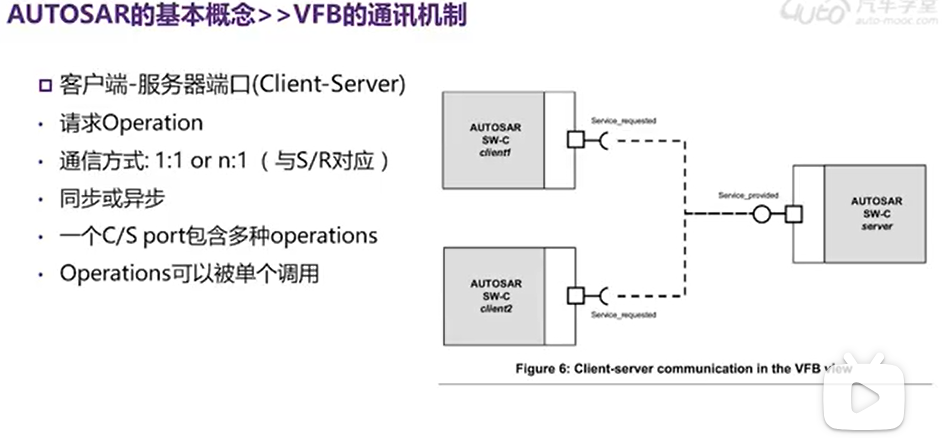 AUTOSAR的基本概念>>VFB的通讯机制
汽车学堂
auto-mooc.com
客户端-服务器端口(Client-Server)
· 请求Operation
· 通信方式: 1:1 or n:1（与S/R对应）
· 同步或异步
· 一个C/S port包含多种operations
· Operations可以被单个调用
AUTOSAR
SW-C
client1
Service_requested
Service_provided
AUTOSAR
SW-C
server
AUTOSAR
SW-C
client2
Service_requested
Figure 6: Client-server communication in the VFB view